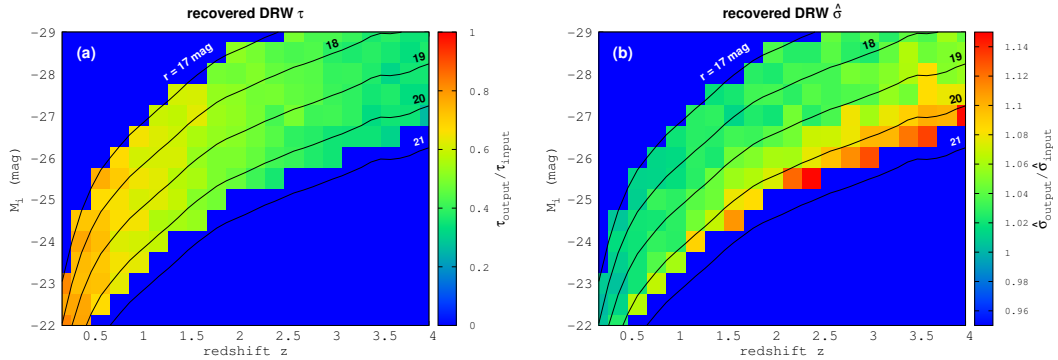 recovered DRW τ
(a)
r = 17 mag
18
19
20
21
-29
-28
-27
-26
-25
-24
-23
-22
M_i (mag)
0.5 1 1.5 2 2.5 3 3.5 4
redshift z
1
0.8
0.6
0.4
0.2
0
τ_output/τ_input
recovered DRW σ̂
(b)
r = 17 mag
18
19
20
21
-29
-28
-27
-26
-25
-24
-23
-22
M_i (mag)
0.5 1 1.5 2 2.5 3 3.5 4
redshift z
1.14
1.12
1.1
1.08
1.06
1.04
1.02
1
0.98
0.96
σ̂_output/σ̂_input